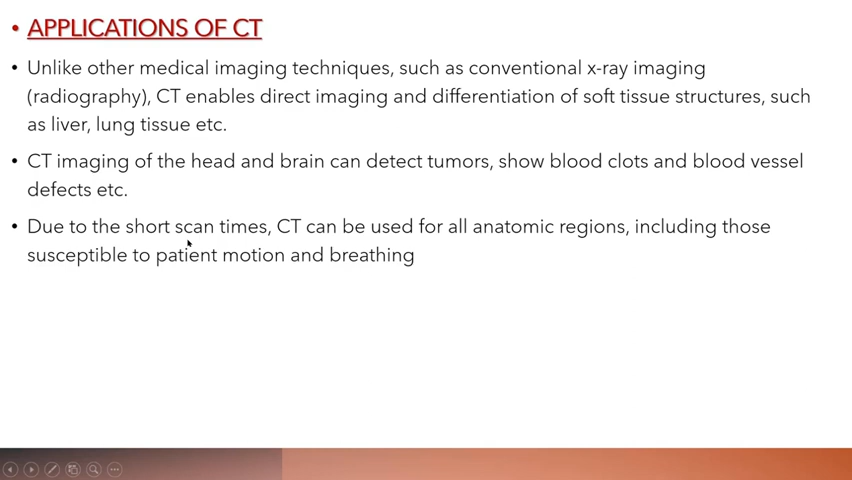 • APPLICATIONS OF CT
• Unlike other medical imaging techniques, such as conventional x-ray imaging
(radiography), CT enables direct imaging and differentiation of soft tissue structures, such
as liver, lung tissue etc.
• CT imaging of the head and brain can detect tumors, show blood clots and blood vessel
defects etc.
• Due to the short scan times, CT can be used for all anatomic regions, including those
susceptible to patient motion and breathing